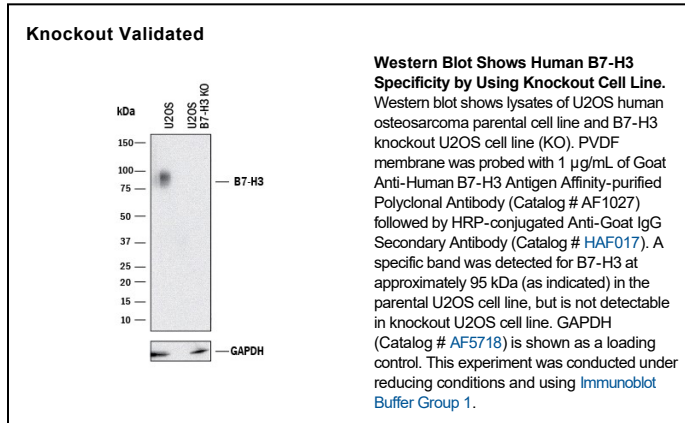 Knockout Validated
kDa
U2OS
U2OS
B7-H3 KO
150
100
75
50
37
25
20
15
10
B7-H3
GAPDH
Western Blot Shows Human B7-H3
Specificity by Using Knockout Cell Line.
Western blot shows lysates of U2OS human
osteosarcoma parental cell line and B7-H3
knockout U2OS cell line (KO). PVDF
membrane was probed with 1 µg/mL of Goat
Anti-Human B7-H3 Antigen Affinity-purified
Polyclonal Antibody (Catalog # AF1027)
followed by HRP-conjugated Anti-Goat IgG
Secondary Antibody (Catalog # HAF017). A
specific band was detected for B7-H3 at
approximately 95 kDa (as indicated) in the
parental U2OS cell line, but is not detectable
in knockout U2OS cell line. GAPDH
(Catalog # AF5718) is shown as a loading
control. This experiment was conducted under
reducing conditions and using Immunoblot
Buffer Group 1.